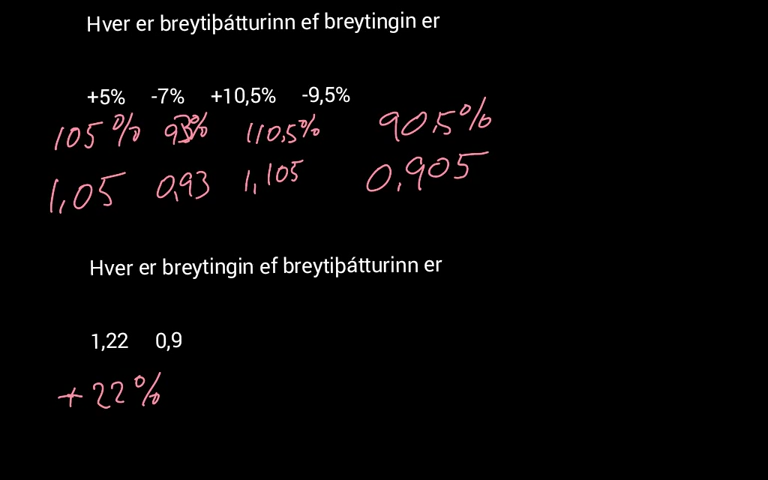 Hver er breytiþátturinn ef breytingin er
+5% -7% +10,5% -9,5%
105% 93% 110,5% 90,5%
1,05 0,93 1,105 0,905
Hver er breytingin ef breytiþátturinn er
1,22 0,9
+22%